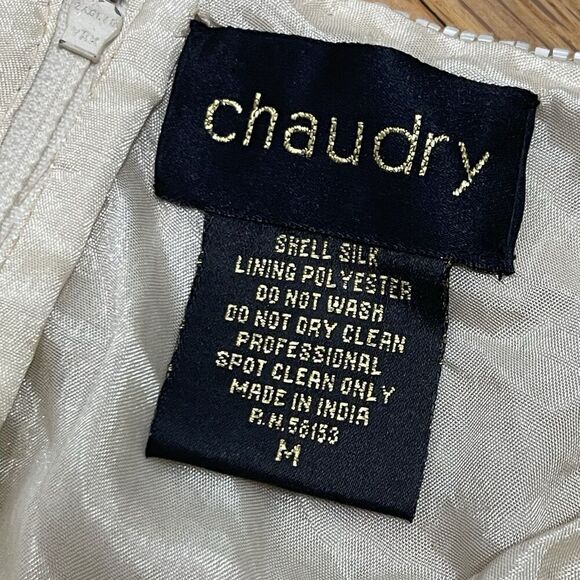 chaudry
SHELL SILK
LINING POLYESTER
DO NOT WASH
DO NOT DRY CLEAN
PROFESSIONAL
SPOT CLEAN ONLY
MADE IN INDIA
R.N. 56153
M